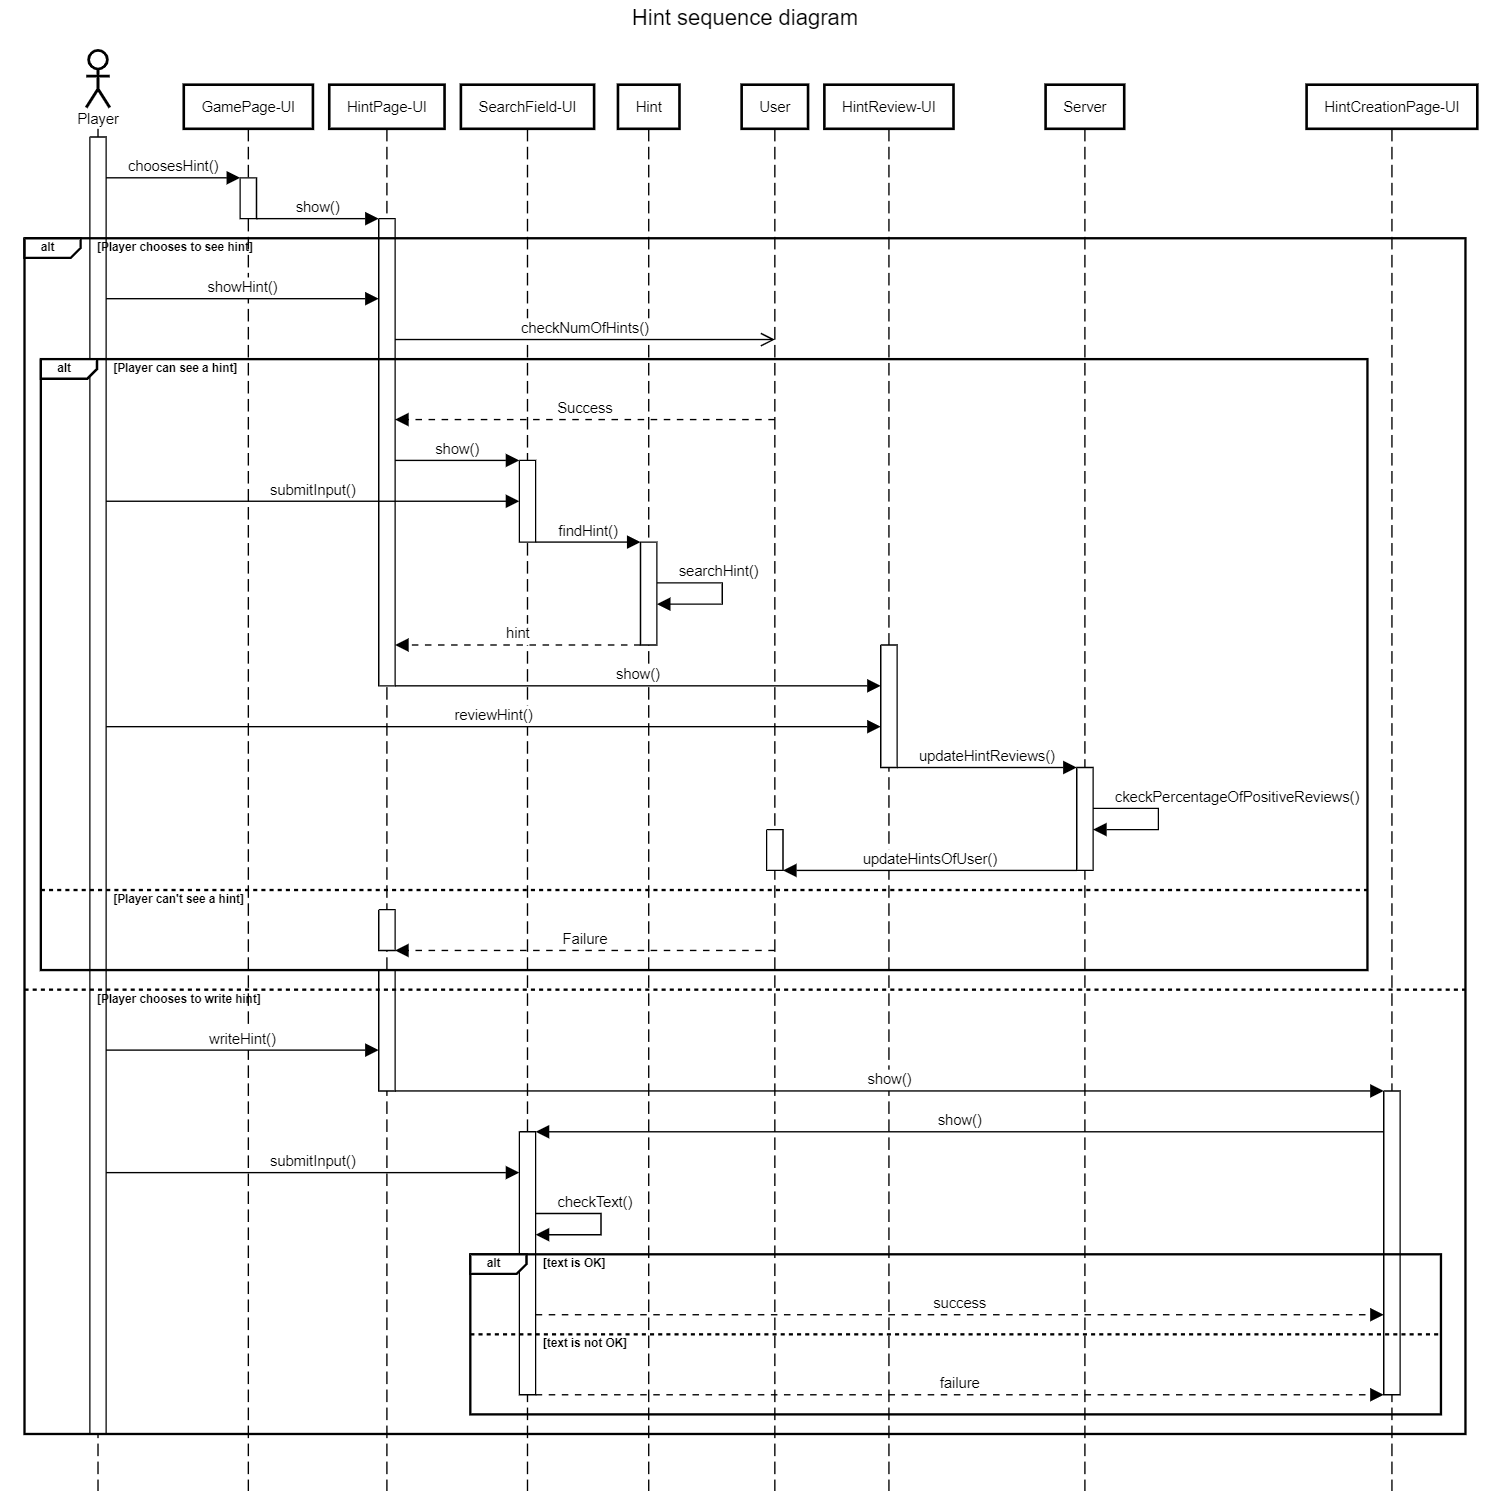 Hint sequence diagram
Player
GamePage-UI
HintPage-UI
SearchField-UI
Hint
User
HintReview-UI
Server
HintCreationPage-UI
choosesHint()
show()
alt
[Player chooses to see hint]
showHint()
checkNumOfHints()
alt
[Player can see a hint]
Success
show()
submitInput()
findHint()
searchHint()
hint
show()
reviewHint()
updateHintReviews()
ckeckPercentageOfPositiveReviews()
updateHintsOfUser()
[Player can't see a hint]
Failure
[Player chooses to write hint]
writeHint()
show()
show()
submitInput()
checkText()
alt
[text is OK]
success
[text is not OK]
failure